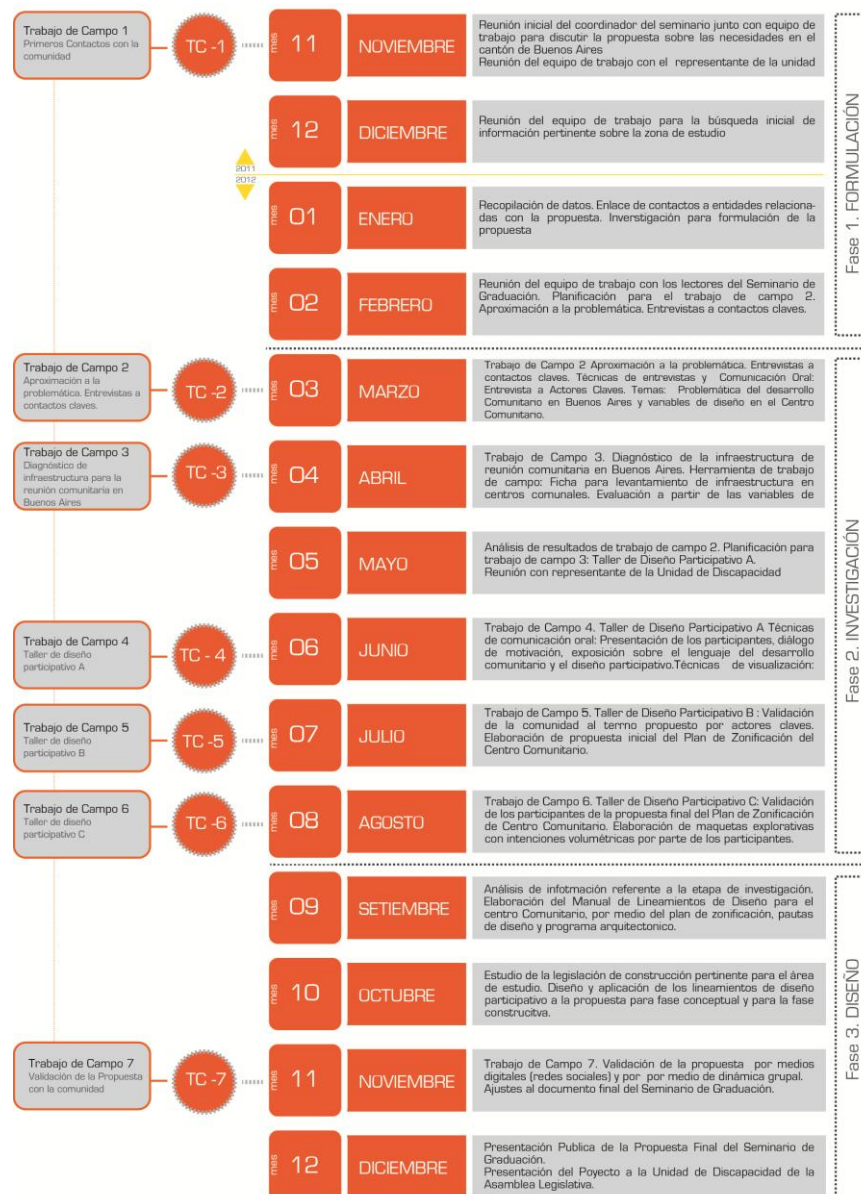 Trabajo de Campo 1
Primeros Contactos con la
comunidad
TC -1
mes
11
NOVIEMBRE
Reunión inicial del coordinador del seminario junto con equipo de
trabajo para discutir la propuesta sobre las necesidades en el
cantón de Buenos Aires
Reunión del equipo de trabajo con el representante de la unidad
mes
12
DICIEMBRE
Reunión del equipo de trabajo para la búsqueda inicial de
información pertinente sobre la zona de estudio
2011
2012
mes
01
ENERO
Recopilación de datos. Enlace de contactos a entidades relaciona-
das con la propuesta. Inverstigación para formulación de la
propuesta
mes
02
FEBRERO
Reunión del equipo de trabajo con los lectores del Seminario de
Graduación. Planificación para el trabajo de campo 2.
Aproximación a la problemática. Entrevistas a contactos claves.
Fase 1. FORMULACIÓN
Trabajo de Campo 2
Aproximación a la
problemática. Entrevistas a
contactos claves.
TC -2
mes
03
MARZO
Trabajo de Campo 2 Aproximación a la problemática. Entrevistas a
contactos claves. Técnicas de entrevistas y Comunicación Oral:
Entrevista a Actores Claves. Temas: Problemática del desarrollo
Comunitario en Buenos Aires y variables de diseño en el Centro
Comunitario.
Trabajo de Campo 3
Diagnóstico de
infraestructura para la
reunión comunitaria en
Buenos Aires
TC -3
mes
04
ABRIL
Trabajo de Campo 3. Diagnóstico de la infraestructura de
reunión comunitaria en Buenos Aires. Herramienta de trabajo
de campo: Ficha para levantamiento de infraestructura en
centros comunales. Evaluación a partir de las variables de
mes
05
MAYO
Análisis de resultados de trabajo de campo 2. Planificación para
trabajo de campo 3: Taller de Diseño Participativo A.
Reunión con representante de la Unidad de Discapacidad
Trabajo de Campo 4
Taller de diseño
participativo A
TC - 4
mes
06
JUNIO
Trabajo de Campo 4. Taller de Diseño Participativo A Técnicas
de comunicación oral: Presentación de los participantes, diálogo
de motivación, exposición sobre el lenguaje del desarrollo
comunitario y el diseño participativo.Técnicas de visualización:
Trabajo de Campo 5
Taller de diseño
participativo B
TC -5
mes
07
JULIO
Trabajo de Campo 5. Taller de Diseño Participativo B : Validación
de la comunidad al terrno propuesto por actores claves.
Elaboración de propuesta inicial del Plan de Zonificación del
Centro Comunitario.
Trabajo de Campo 6
Taller de diseño
participativo C
TC -6
mes
08
AGOSTO
Trabajo de Campo 6. Taller de Diseño Participativo C: Validación
de los participantes de la propuesta final del Plan de Zonificación
de Centro Comunitario. Elaboración de maquetas explorativas
con intenciones volumétricas por parte de los participantes.
Fase 2. INVESTIGACIÓN
mes
09
SETIEMBRE
Análisis de infotmación referente a la etapa de investigación.
Elaboración del Manual de Lineamientos de Diseño para el
centro Comunitario, por medio del plan de zonificación, pautas
de diseño y programa arquitectonico.
mes
10
OCTUBRE
Estudio de la legislación de construcción pertinente para el área
de estudio. Diseño y aplicación de los lineamientos de diseño
participativo a la propuesta para fase conceptual y para la fase
construcitva.
Trabajo de Campo 7
Validación de la Propuesta
con la comunidad
TC -7
mes
11
NOVIEMBRE
Trabajo de Campo 7. Validación de la propuesta por medios
digitales (redes sociales) y por por medio de dinámica grupal.
Ajustes al documento final del Seminario de Graduación.
mes
12
DICIEMBRE
Presentación Publica de la Propuesta Final del Seminario de
Graduación.
Presentación del Poyecto a la Unidad de Discapacidad de la
Asamblea Legislativa.
Fase 3. DISEÑO